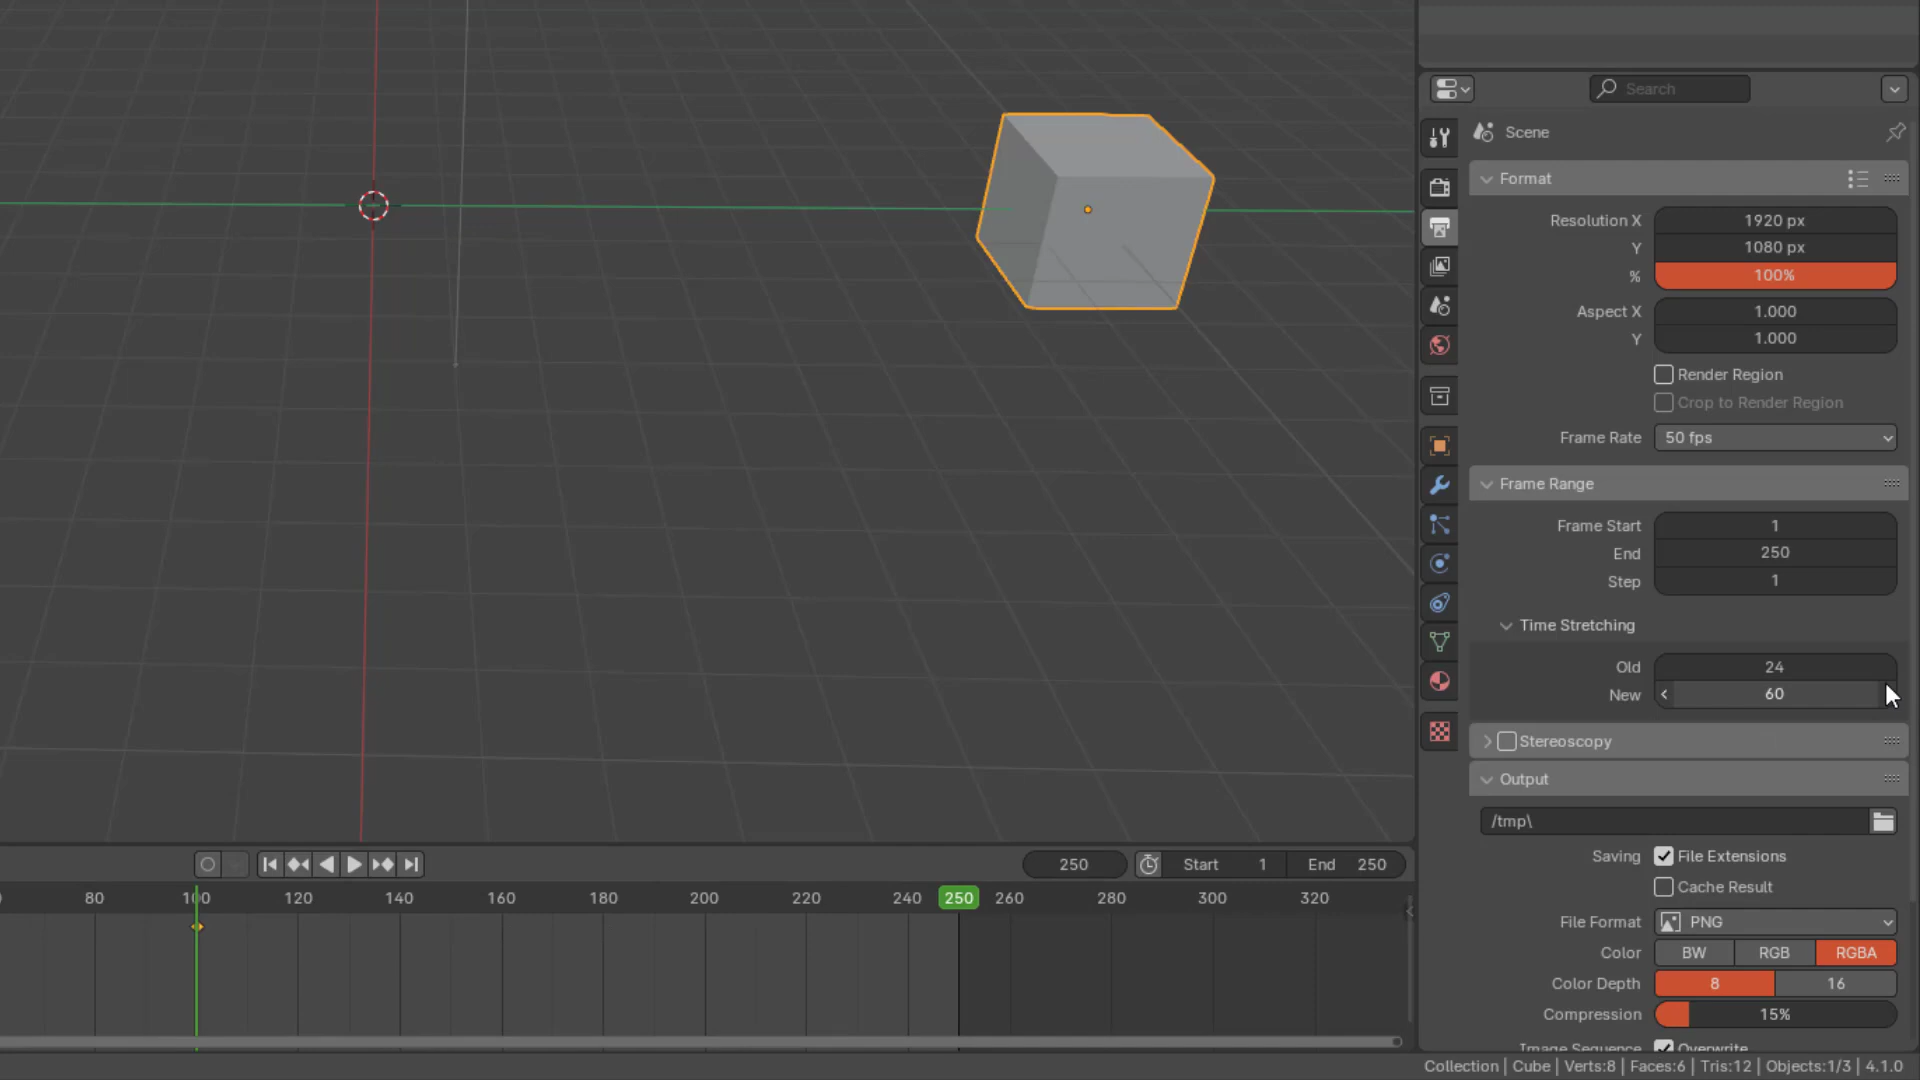 Search
Scene
Format
Resolution X 1920 px
Y 1080 px
% 100%
Aspect X 1.000
Y 1.000
Render Region
Crop to Render Region
Frame Rate 50 fps
Frame Range
Frame Start 1
End 250
Step 1
Time Stretching
Old 24
New 60
Stereoscopy
Output
/tmp\
Saving File Extensions
Cache Result
File Format PNG
Color BW RGB RGBA
Color Depth 8 16
Compression 15%
Image Sequence Overwrite
250 Start 1 End 250
80 100 120 140 160 180 200 220 240 250 260 280 300 320
Collection | Cube | Verts:8 | Faces:6 | Tris:12 | Objects:1/3 | 4.1.0